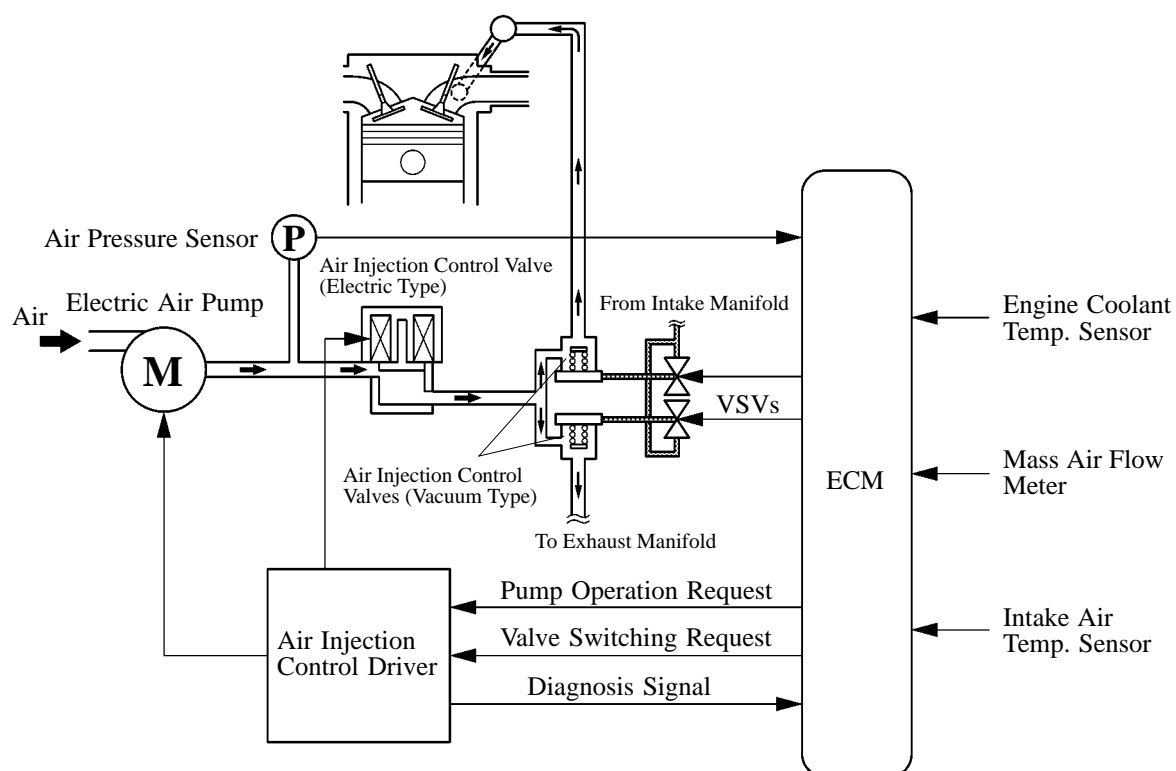 Air Pressure Sensor
P
Air Injection Control Valve
(Electric Type)
From Intake Manifold
Electric Air Pump
Air
M
Engine Coolant
Temp. Sensor
VSVs
Air Injection Control
Valves (Vacuum Type)
ECM
Mass Air Flow
Meter
To Exhaust Manifold
Pump Operation Request
Air Injection
Control Driver
Valve Switching Request
Intake Air
Temp. Sensor
Diagnosis Signal